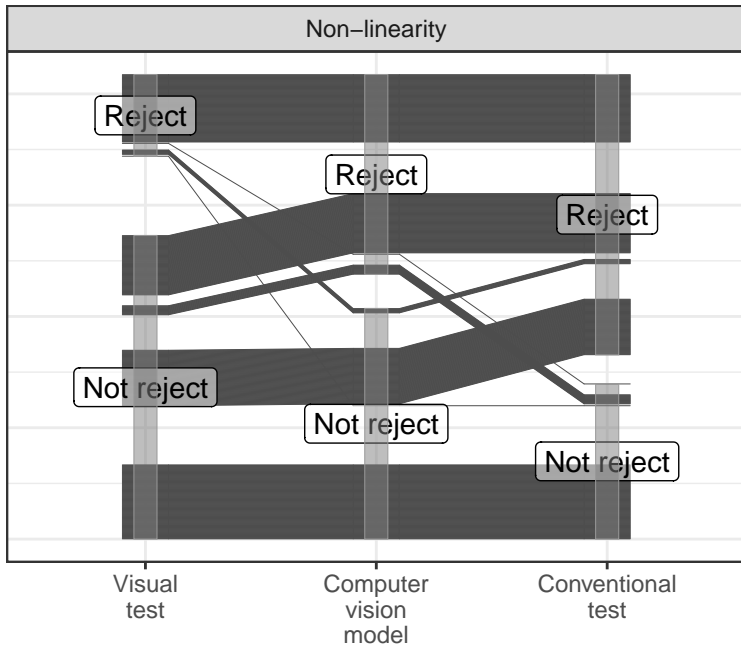 Non−linearity
Reject
Reject
Reject
Not reject
Not reject
Not reject
Visual
test
Computer
vision
model
Conventional
test